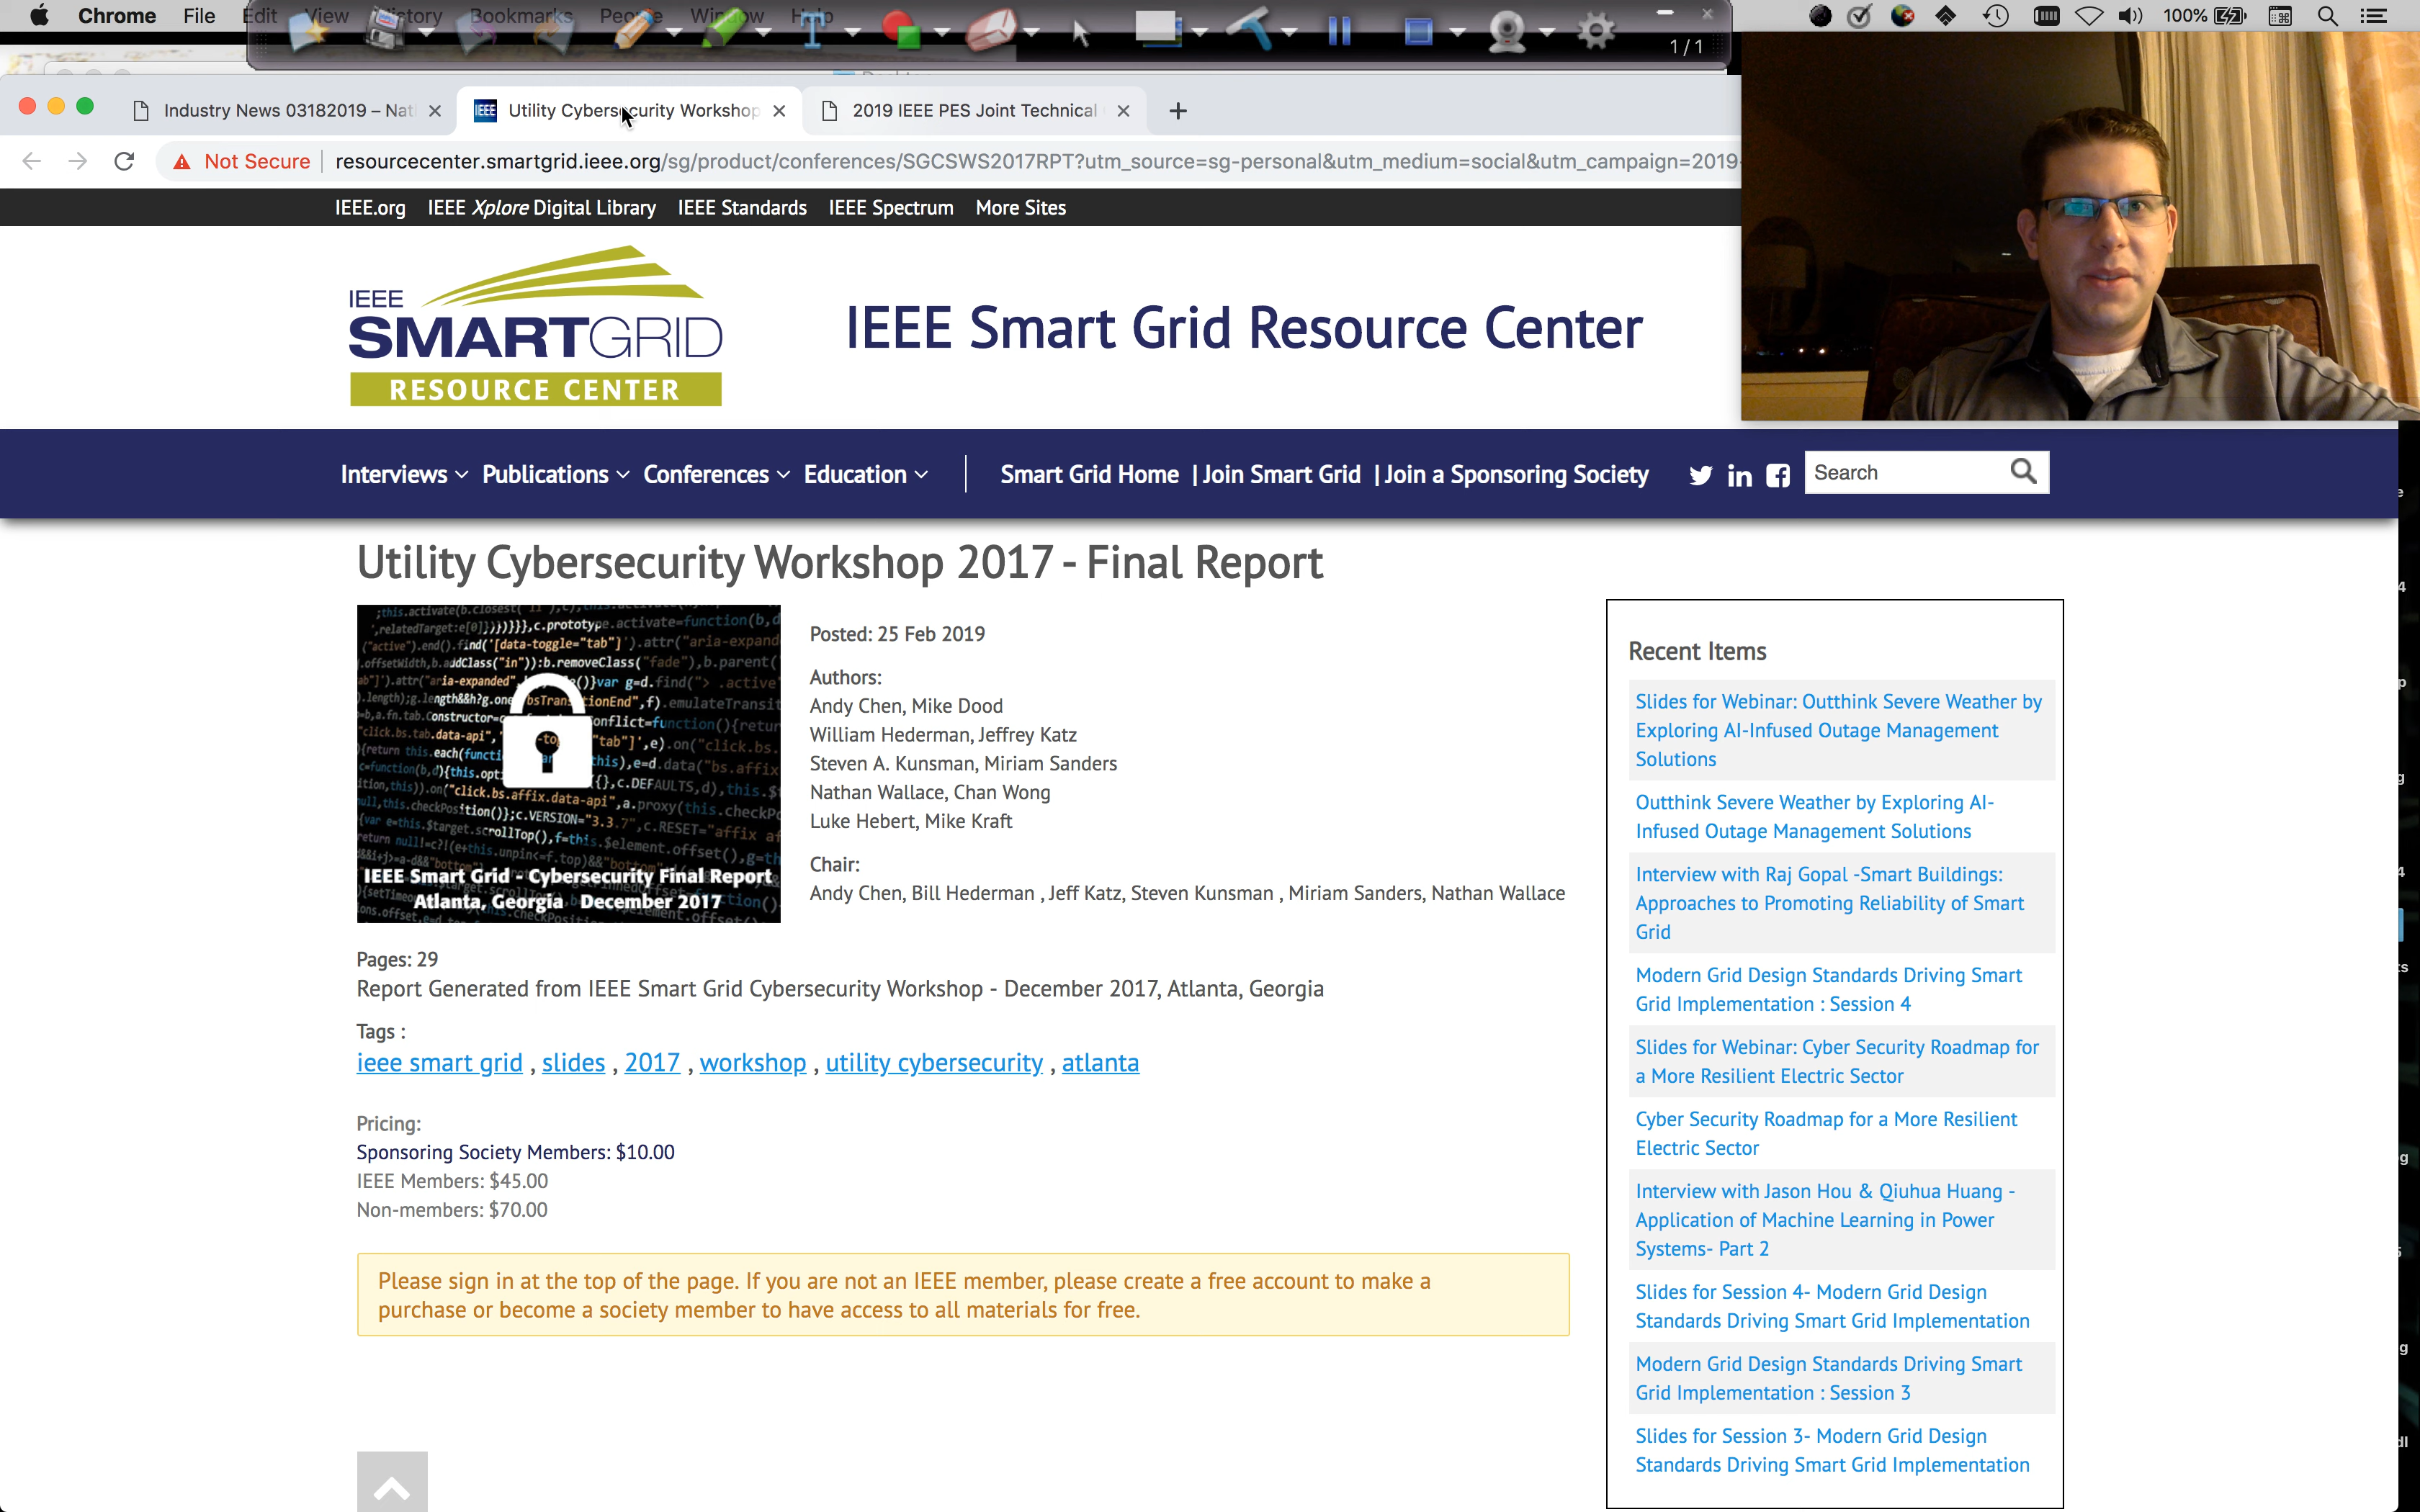 Chrome File Edit View History Bookmarks People Window Help
100%
1 / 1
Industry News 03182019 – Nat
Utility Cybersecurity Workshop
2019 IEEE PES Joint Technical
Not Secure
resourcecenter.smartgrid.ieee.org/sg/product/conferences/SGCSWS2017RPT?utm_source=sg-personal&utm_medium=social&utm_campaign=2019-
IEEE.org IEEE Xplore Digital Library IEEE Standards IEEE Spectrum More Sites
IEEE
SMARTGRID
RESOURCE CENTER
IEEE Smart Grid Resource Center
Interviews Publications Conferences Education Smart Grid Home | Join Smart Grid | Join a Sponsoring Society
Search
Utility Cybersecurity Workshop 2017 - Final Report
IEEE Smart Grid - Cybersecurity Final Report
Atlanta, Georgia December 2017
Posted: 25 Feb 2019
Authors:
Andy Chen, Mike Dood
William Hederman, Jeffrey Katz
Steven A. Kunsman, Miriam Sanders
Nathan Wallace, Chan Wong
Luke Hebert, Mike Kraft
Chair:
Andy Chen, Bill Hederman , Jeff Katz, Steven Kunsman , Miriam Sanders, Nathan Wallace
Pages: 29
Report Generated from IEEE Smart Grid Cybersecurity Workshop - December 2017, Atlanta, Georgia
Tags :
ieee smart grid , slides , 2017 , workshop , utility cybersecurity , atlanta
Pricing:
Sponsoring Society Members: $10.00
IEEE Members: $45.00
Non-members: $70.00
Please sign in at the top of the page. If you are not an IEEE member, please create a free account to make a
purchase or become a society member to have access to all materials for free.
Recent Items
Slides for Webinar: Outthink Severe Weather by
Exploring AI-Infused Outage Management
Solutions
Outthink Severe Weather by Exploring AI-
Infused Outage Management Solutions
Interview with Raj Gopal -Smart Buildings:
Approaches to Promoting Reliability of Smart
Grid
Modern Grid Design Standards Driving Smart
Grid Implementation : Session 4
Slides for Webinar: Cyber Security Roadmap for
a More Resilient Electric Sector
Cyber Security Roadmap for a More Resilient
Electric Sector
Interview with Jason Hou & Qiuhua Huang -
Application of Machine Learning in Power
Systems- Part 2
Slides for Session 4- Modern Grid Design
Standards Driving Smart Grid Implementation
Modern Grid Design Standards Driving Smart
Grid Implementation : Session 3
Slides for Session 3- Modern Grid Design
Standards Driving Smart Grid Implementation